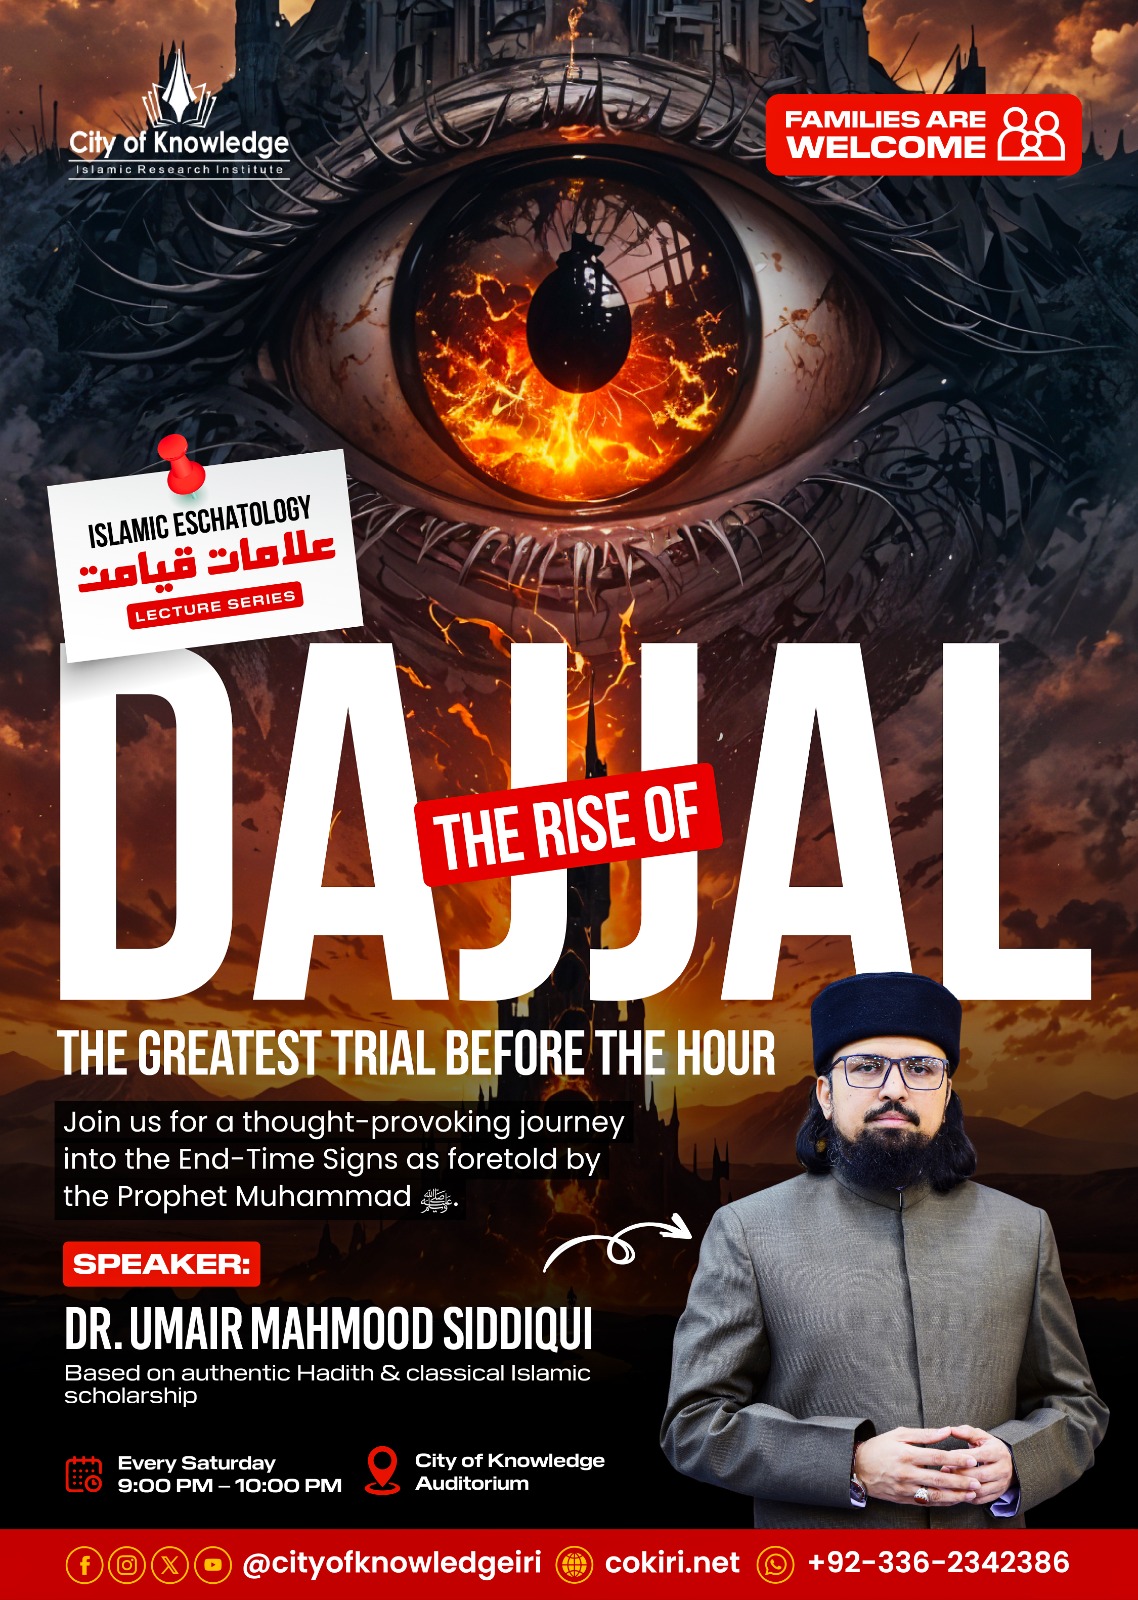 City of Knowledge
Islamic Research Institute
FAMILIES ARE
WELCOME
ISLAMIC ESCHATOLOGY
علامات قیامت
LECTURE SERIES
THE RISE OF
DAJJAL
THE GREATEST TRIAL BEFORE THE HOUR
Join us for a thought-provoking journey
into the End-Time Signs as foretold by
the Prophet Muhammad ﷺ.
SPEAKER:
DR. UMAIR MAHMOOD SIDDIQUI
Based on authentic Hadith & classical Islamic
scholarship
Every Saturday
9:00 PM – 10:00 PM
City of Knowledge
Auditorium
@cityofknowledgeiri
cokiri.net
+92-336-2342386